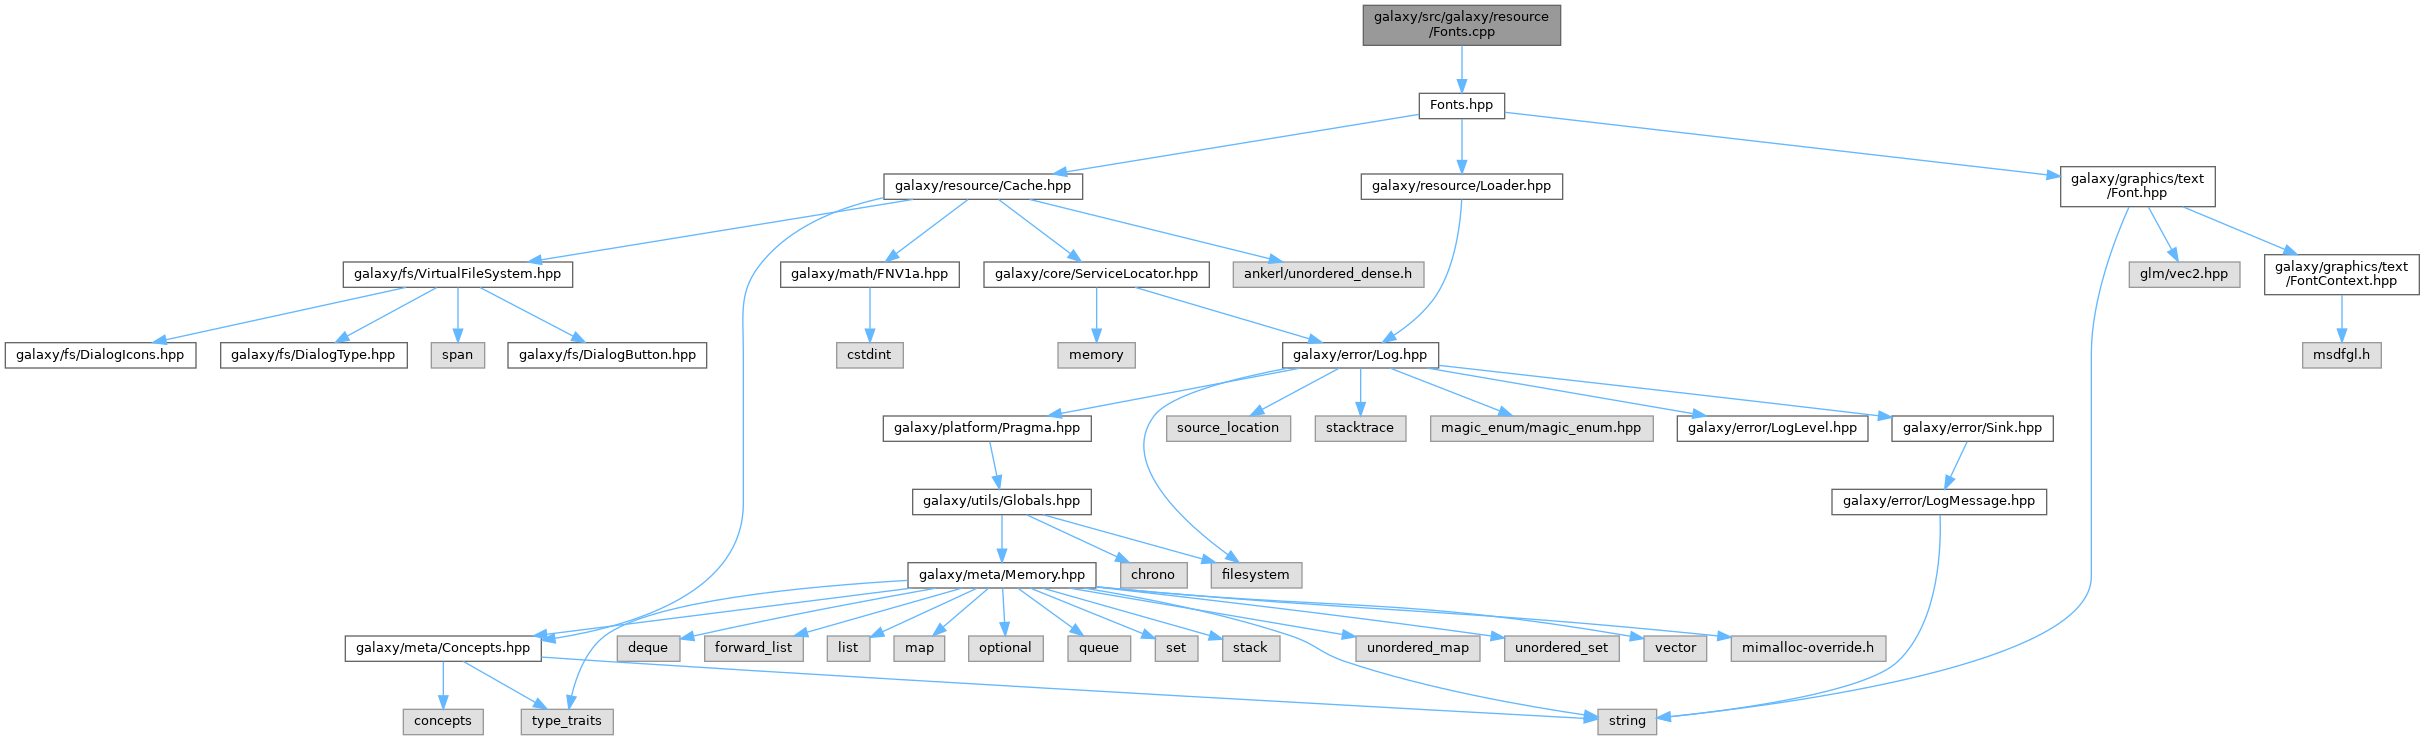 galaxy/src/galaxy/resource
/Fonts.cpp
Fonts.hpp
galaxy/resource/Cache.hpp
galaxy/resource/Loader.hpp
galaxy/graphics/text
/Font.hpp
galaxy/fs/VirtualFileSystem.hpp
galaxy/math/FNV1a.hpp
galaxy/core/ServiceLocator.hpp
ankerl/unordered_dense.h
glm/vec2.hpp
galaxy/graphics/text
/FontContext.hpp
galaxy/fs/DialogIcons.hpp
galaxy/fs/DialogType.hpp
span
galaxy/fs/DialogButton.hpp
cstdint
memory
galaxy/error/Log.hpp
msdfgl.h
galaxy/platform/Pragma.hpp
source_location
stacktrace
magic_enum/magic_enum.hpp
galaxy/error/LogLevel.hpp
galaxy/error/Sink.hpp
galaxy/utils/Globals.hpp
galaxy/error/LogMessage.hpp
galaxy/meta/Memory.hpp
chrono
filesystem
galaxy/meta/Concepts.hpp
deque
forward_list
list
map
optional
queue
set
stack
unordered_map
unordered_set
vector
mimalloc-override.h
concepts
type_traits
string